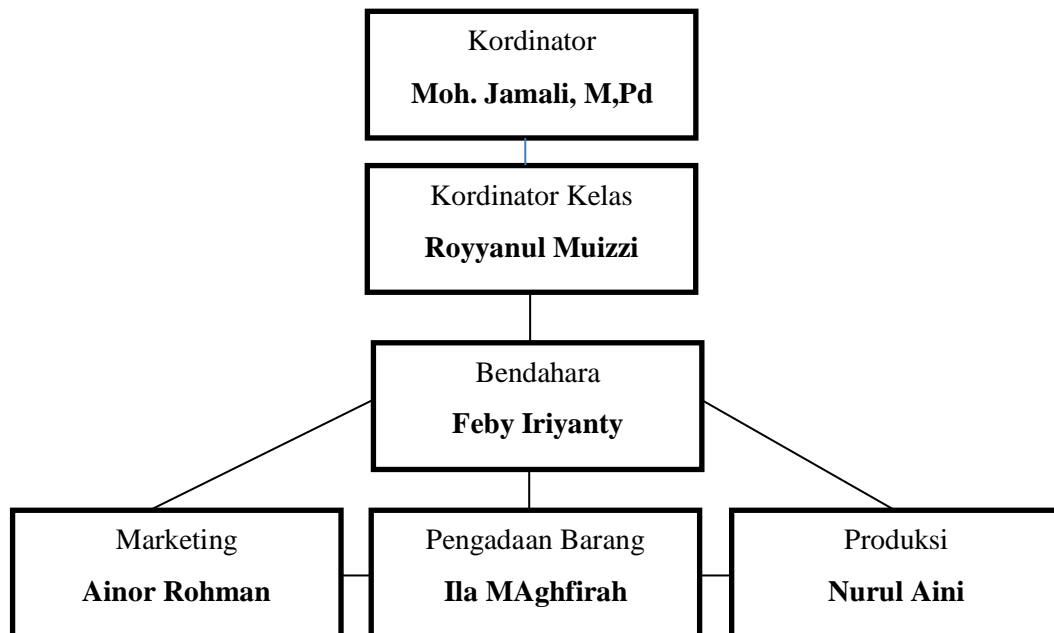 Kordinator
Moh. Jamali, M,Pd
Kordinator Kelas
Royyanul Muizzi
Bendahara
Feby Iriyanty
Marketing
Ainor Rohman
Pengadaan Barang
Ila MAghfirah
Produksi
Nurul Aini